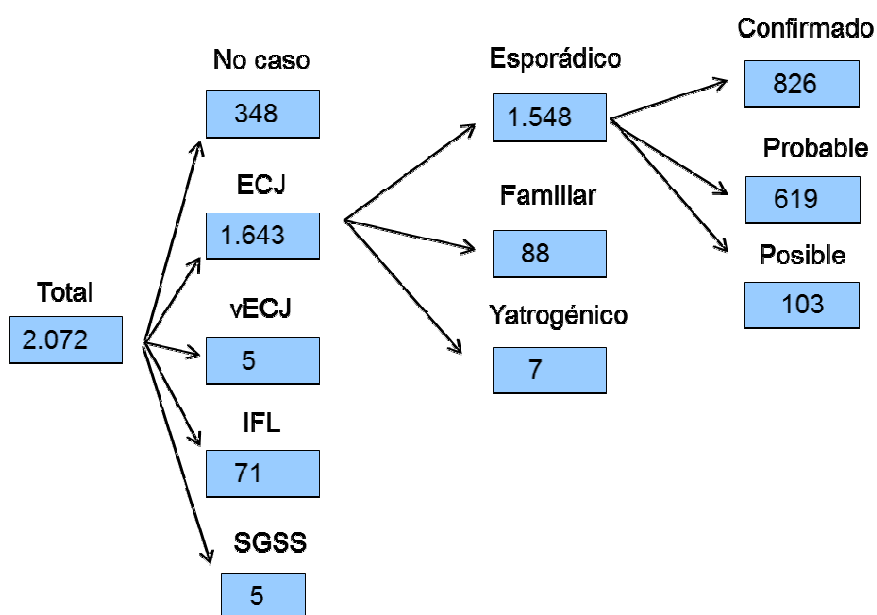 Total
2.072
No caso
348
ECJ
1.643
vECJ
5
IFL
71
SGSS
5
Esporádico
1.548
Familiar
88
Yatrogénico
7
Confirmado
826
Probable
619
Posible
103